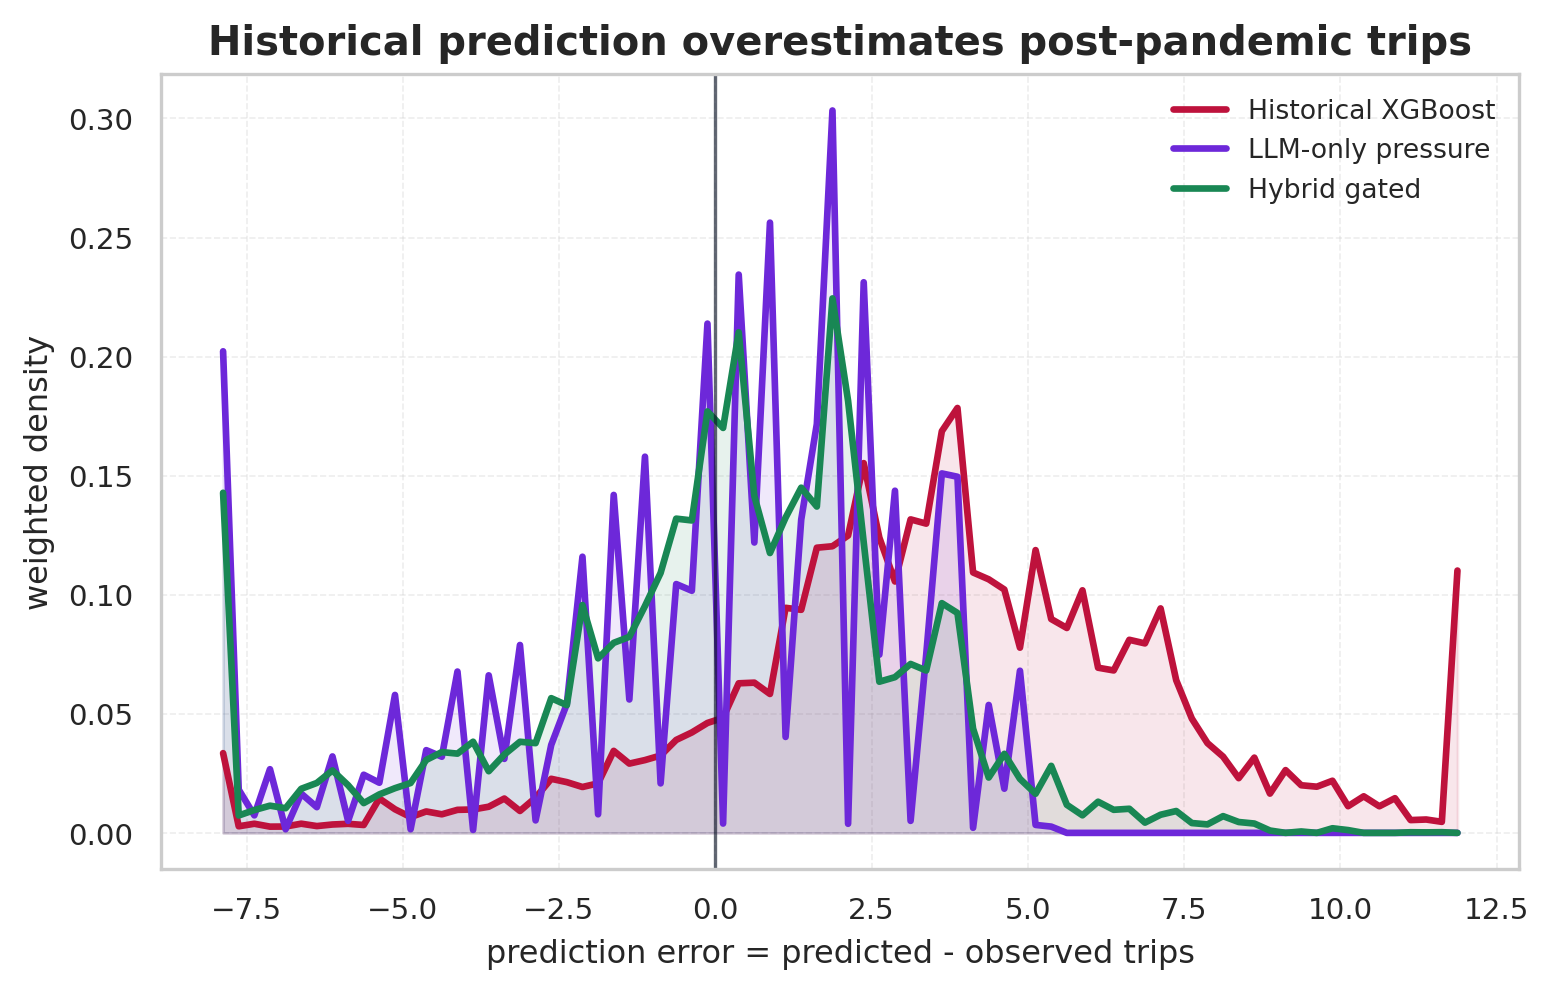 Historical prediction overestimates post-pandemic trips
Historical XGBoost
LLM-only pressure
Hybrid gated
weighted density
0.30
0.25
0.20
0.15
0.10
0.05
0.00
−7.5 −5.0 −2.5 0.0 2.5 5.0 7.5 10.0 12.5
prediction error = predicted - observed trips